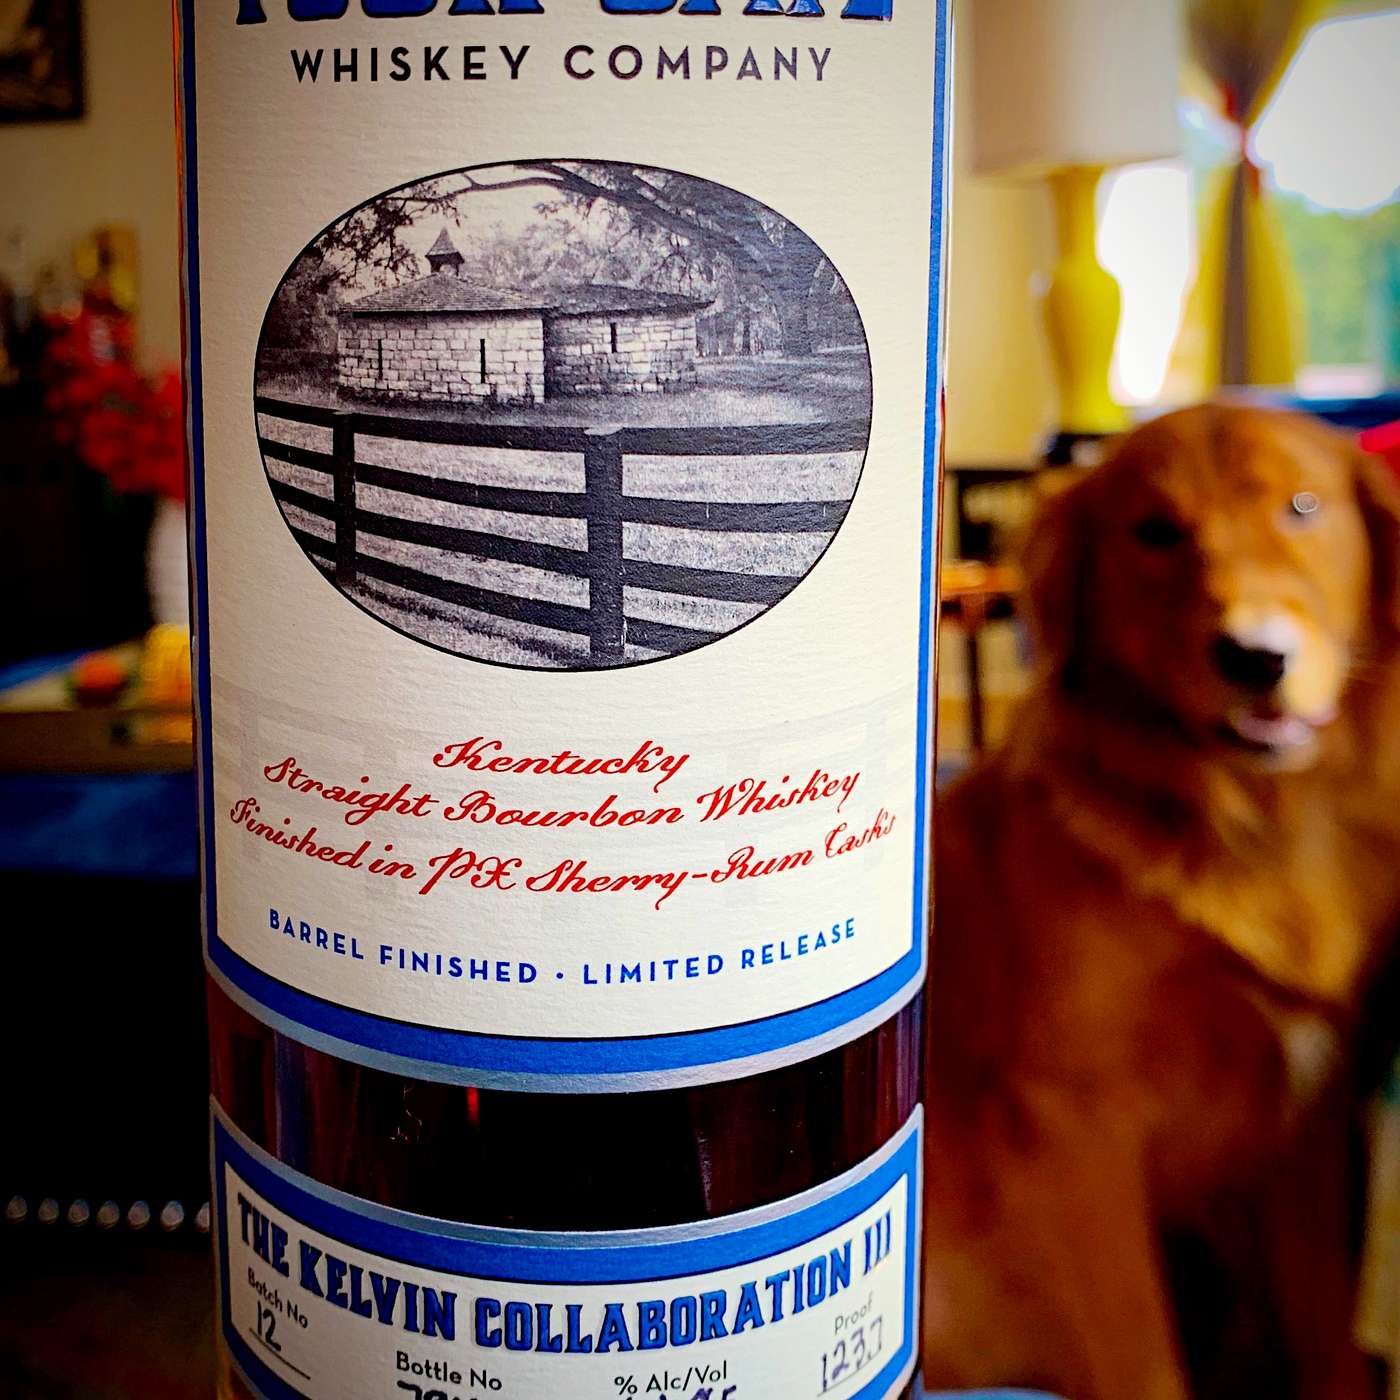 WHISKEY COMPANY
Kentucky
Straight Bourbon Whiskey
Finished in PX Sherry-Rum Casks
BARREL FINISHED · LIMITED RELEASE
THE KELVIN COLLABORATION III
Batch No
12
Bottle No
% Alc/Vol
Proof
123.7